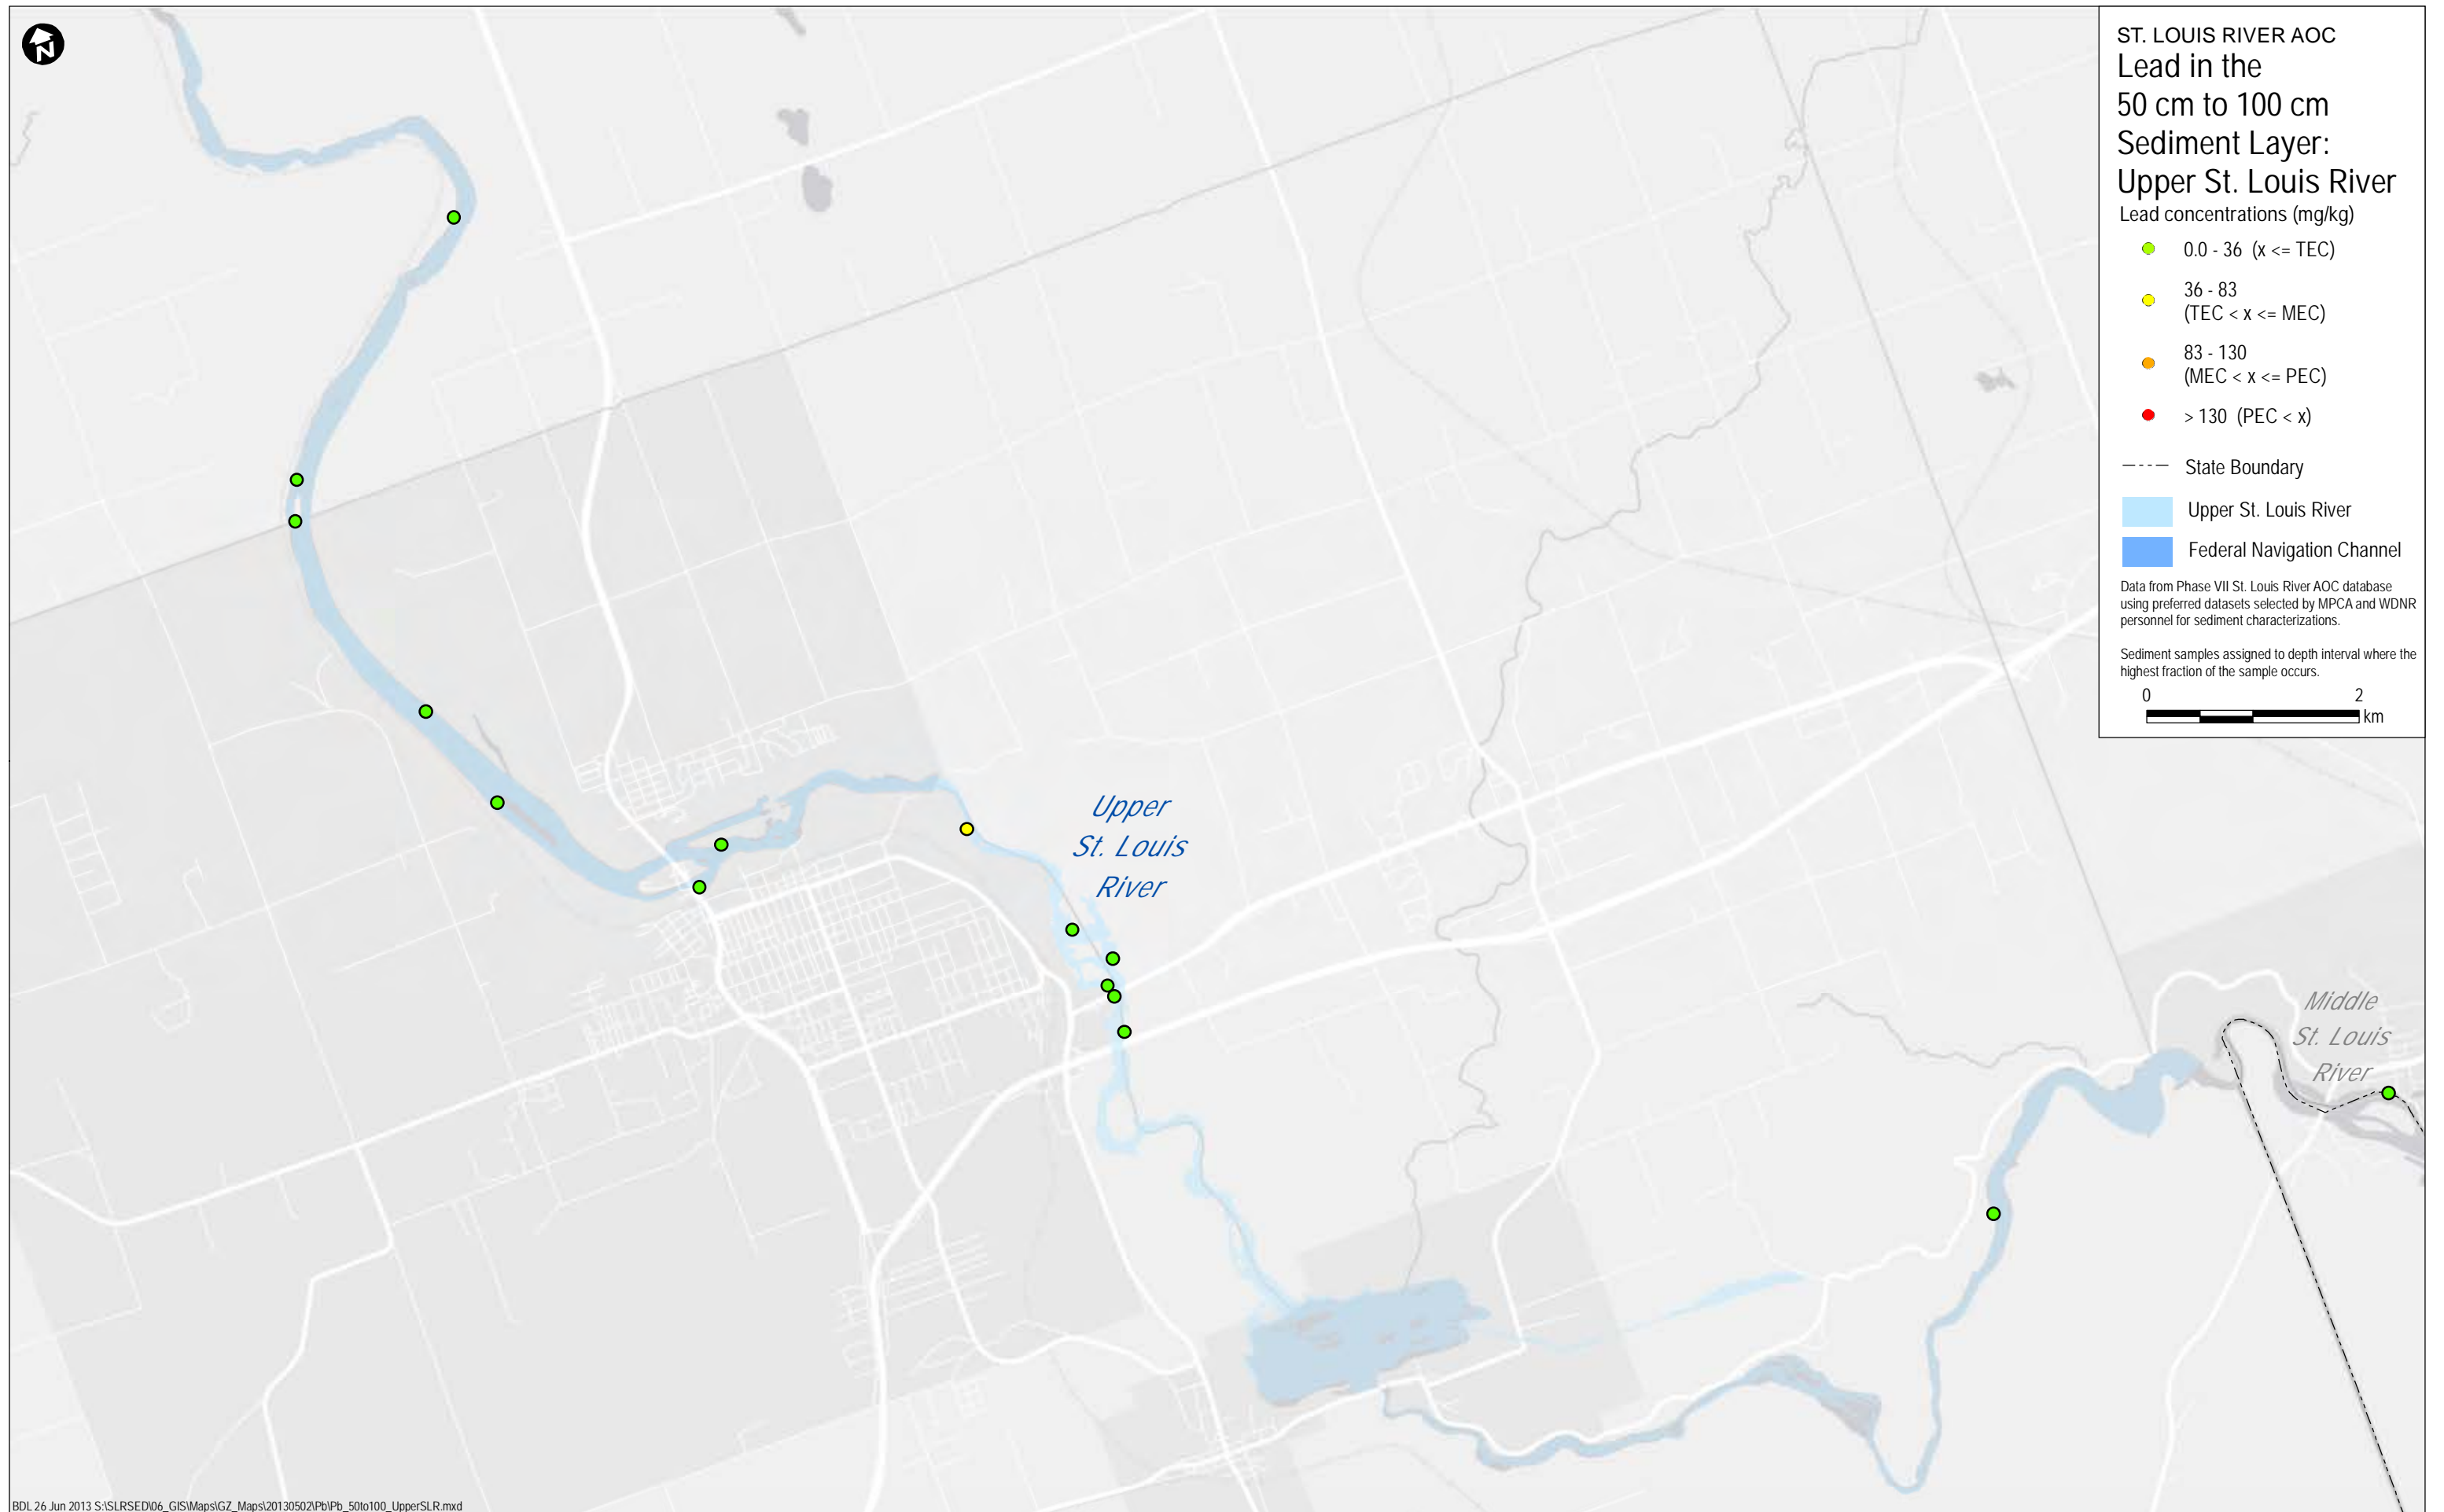 N
ST. LOUIS RIVER AOC
Lead in the
50 cm to 100 cm
Sediment Layer:
Upper St. Louis River
Lead concentrations (mg/kg)
0.0 - 36 (x <= TEC)
36 - 83
(TEC < x <= MEC)
83 - 130
(MEC < x <= PEC)
> 130 (PEC < x)
State Boundary
Upper St. Louis River
Federal Navigation Channel
Data from Phase VII St. Louis River AOC database
using preferred datasets selected by MPCA and WDNR
personnel for sediment characterizations.
Sediment samples assigned to depth interval where the
highest fraction of the sample occurs.
0 2
km
Upper
St. Louis
River
Middle
St. Louis
River
BDL 26 Jun 2013 S:\SLRSED\06_GIS\Maps\GZ_Maps\20130502\Pb\Pb_50to100_UpperSLR.mxd